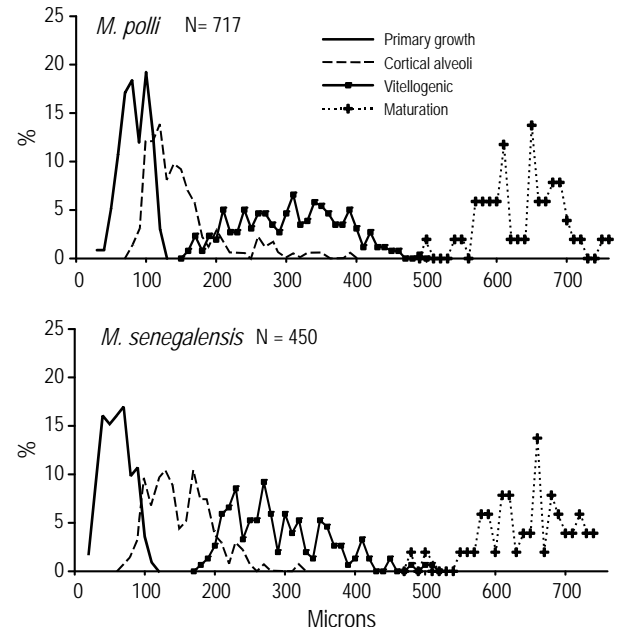 M. polli N= 717
Primary growth
Cortical alveoli
Vitellogenic
Maturation
25
20
15
10
5
0
%
0 100 200 300 400 500 600 700
M. senegalensis N = 450
25
20
15
10
5
0
%
0 100 200 300 400 500 600 700
Microns